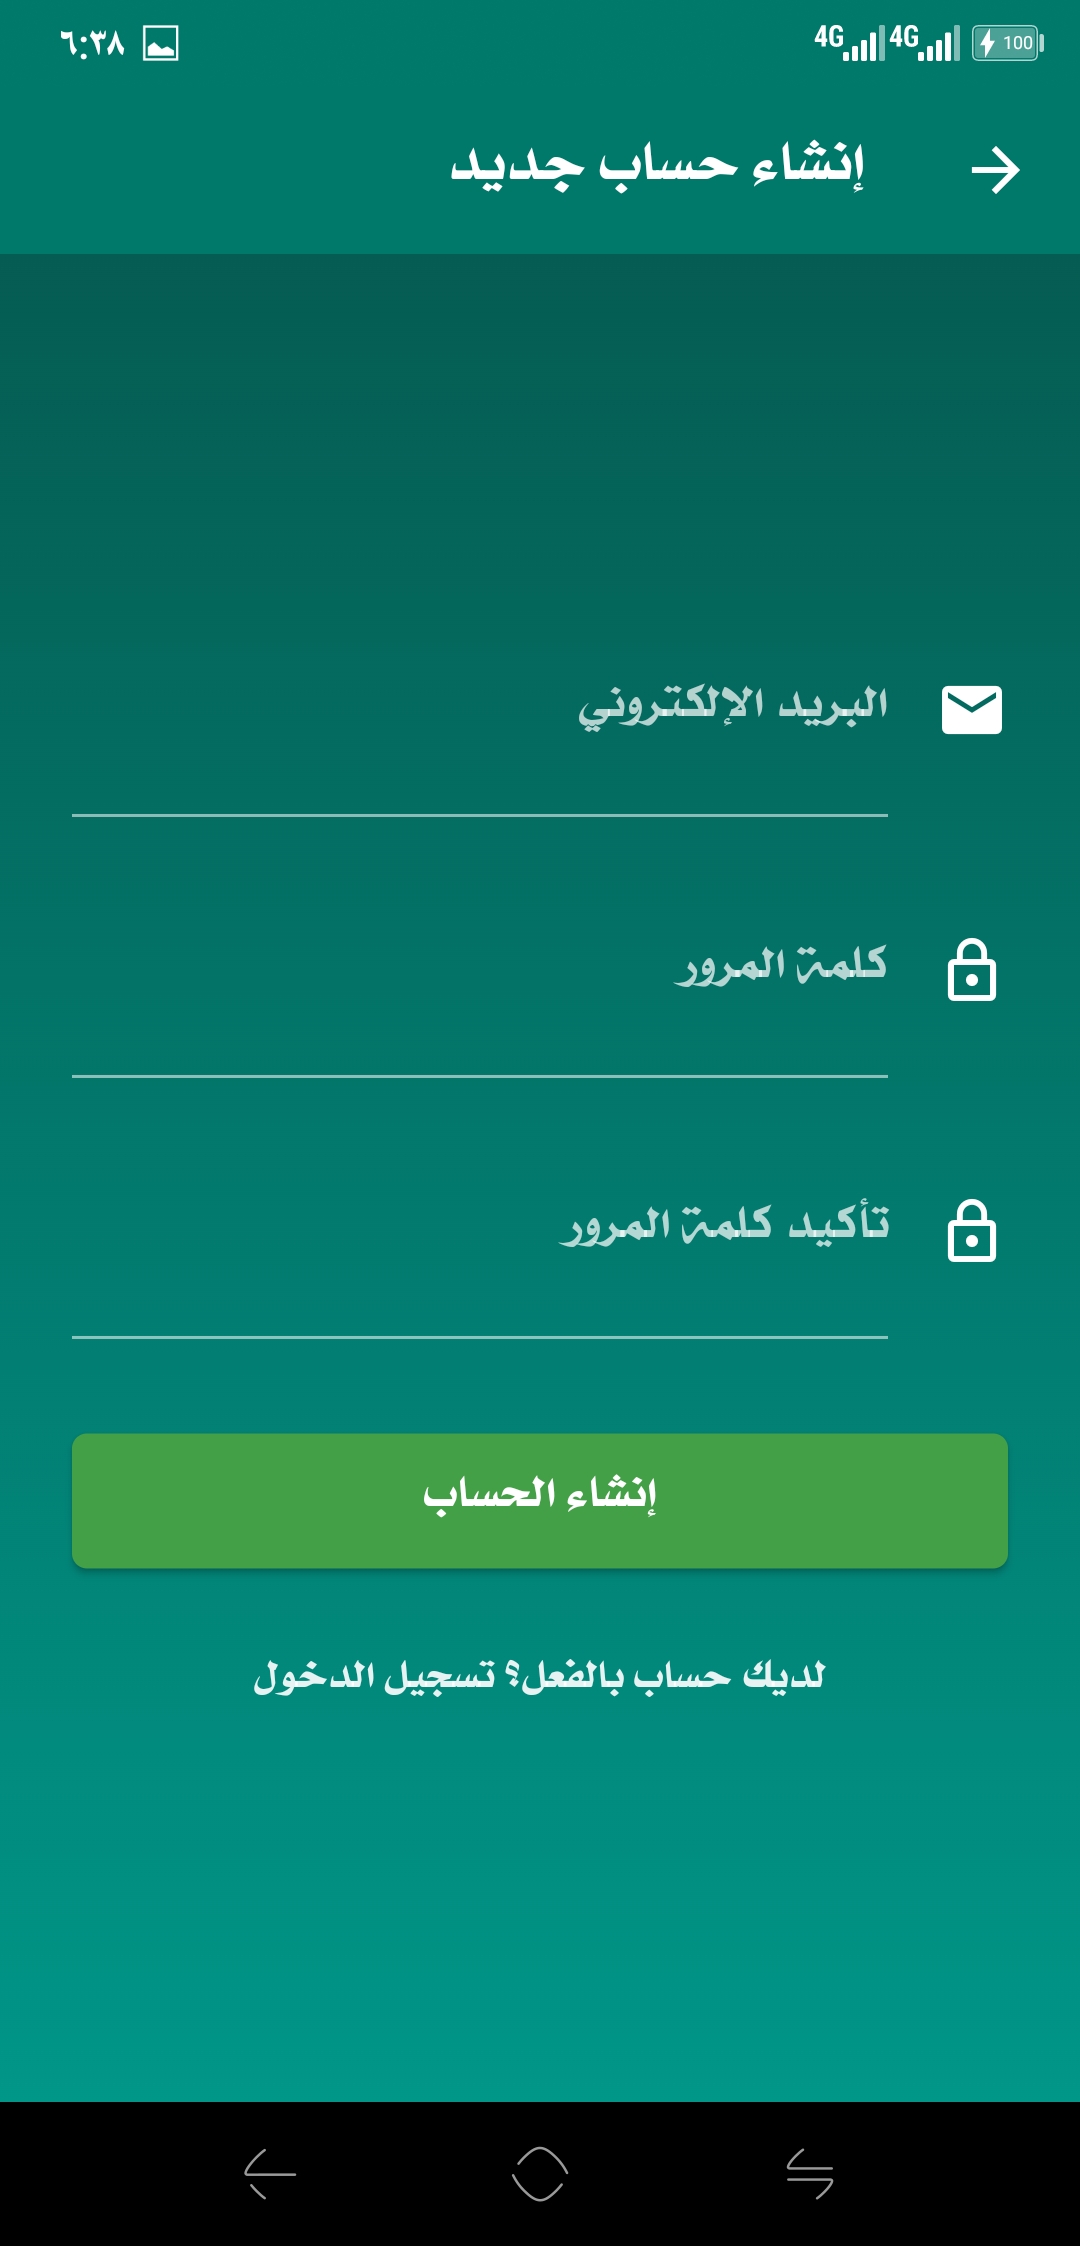 ٦:٣٨
4G 4G 100
إنشاء حساب جديد
البريد الإلكتروني
كلمة المرور
تأكيد كلمة المرور
إنشاء الحساب
لديك حساب بالفعل؟ تسجيل الدخول